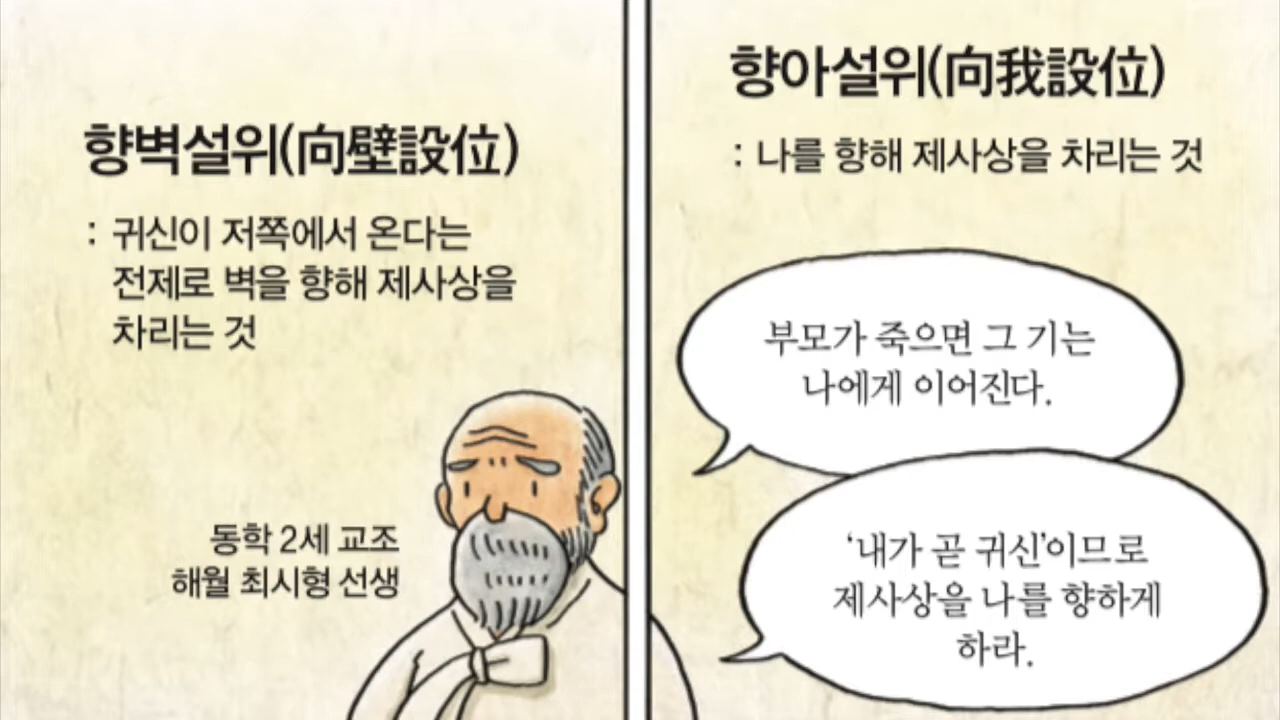 향벽설위(向壁設位)
: 귀신이 저쪽에서 온다는
전제로 벽을 향해 제사상을
차리는 것
동학 2세 교조
해월 최시형 선생
향아설위(向我設位)
: 나를 향해 제사상을 차리는 것
부모가 죽으면 그 기는
나에게 이어진다.
‘내가 곧 귀신’이므로
제사상을 나를 향하게
하라.